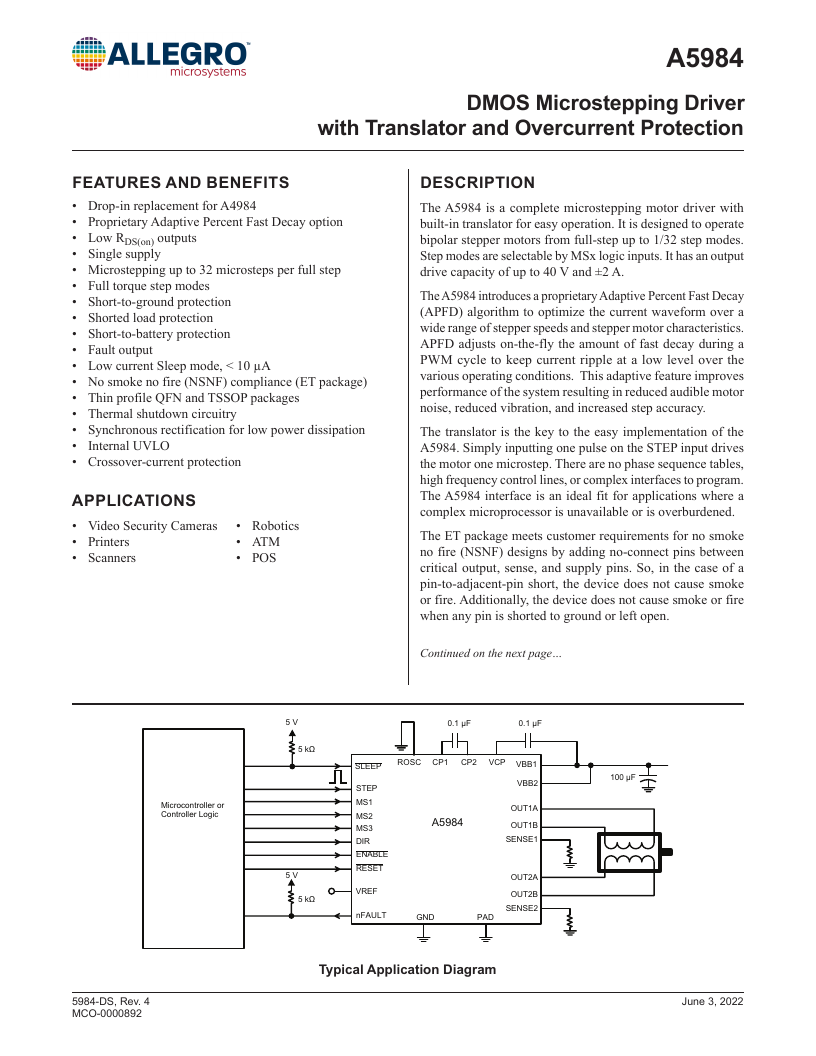 ALLEGRO™
microsystems
A5984
DMOS Microstepping Driver
with Translator and Overcurrent Protection
FEATURES AND BENEFITS
• Drop-in replacement for A4984
• Proprietary Adaptive Percent Fast Decay option
• Low RDS(on) outputs
• Single supply
• Microstepping up to 32 microsteps per full step
• Full torque step modes
• Short-to-ground protection
• Shorted load protection
• Short-to-battery protection
• Fault output
• Low current Sleep mode, < 10 µA
• No smoke no fire (NSNF) compliance (ET package)
• Thin profile QFN and TSSOP packages
• Thermal shutdown circuitry
• Synchronous rectification for low power dissipation
• Internal UVLO
• Crossover-current protection
APPLICATIONS
• Video Security Cameras
• Printers
• Scanners
• Robotics
• ATM
• POS
DESCRIPTION
The A5984 is a complete microstepping motor driver with
built-in translator for easy operation. It is designed to operate
bipolar stepper motors from full-step up to 1/32 step modes.
Step modes are selectable by MSx logic inputs. It has an output
drive capacity of up to 40 V and ±2 A.
The A5984 introduces a proprietary Adaptive Percent Fast Decay
(APFD) algorithm to optimize the current waveform over a
wide range of stepper speeds and stepper motor characteristics.
APFD adjusts on-the-fly the amount of fast decay during a
PWM cycle to keep current ripple at a low level over the
various operating conditions. This adaptive feature improves
performance of the system resulting in reduced audible motor
noise, reduced vibration, and increased step accuracy.
The translator is the key to the easy implementation of the
A5984. Simply inputting one pulse on the STEP input drives
the motor one microstep. There are no phase sequence tables,
high frequency control lines, or complex interfaces to program.
The A5984 interface is an ideal fit for applications where a
complex microprocessor is unavailable or is overburdened.
The ET package meets customer requirements for no smoke
no fire (NSNF) designs by adding no-connect pins between
critical output, sense, and supply pins. So, in the case of a
pin-to-adjacent-pin short, the device does not cause smoke
or fire. Additionally, the device does not cause smoke or fire
when any pin is shorted to ground or left open.
Continued on the next page…
5 V
5 kΩ
0.1 µF
0.1 µF
Microcontroller or
Controller Logic
SLEEP
STEP
MS1
MS2
MS3
DIR
ENABLE
RESET
VREF
nFAULT
5 V
5 kΩ
ROSC
CP1
CP2
VCP
VBB1
VBB2
100 µF
A5984
OUT1A
OUT1B
SENSE1
OUT2A
OUT2B
SENSE2
GND
PAD
Typical Application Diagram
5984-DS, Rev. 4
MCO-0000892
June 3, 2022